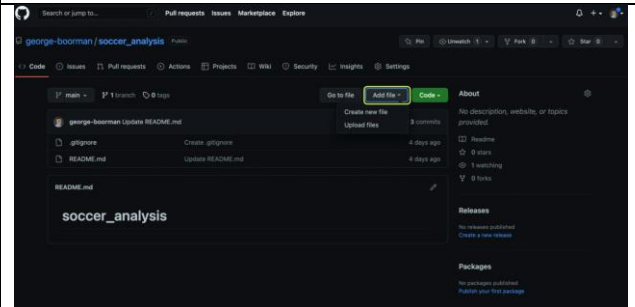 Search or jump to...
Pull requests Issues Marketplace Explore
george-boorman / soccer_analysis Public
Pin Unwatch 1 Fork 0 Star 0
Code Issues Pull requests Actions Projects Wiki Security Insights Settings
main 1 branch 0 tags
Go to file Add file Code
Create new file
Upload files
george-boorman Update README.md
3 commits
.gitignore Create .gitignore 4 days ago
README.md Update README.md 4 days ago
README.md
soccer_analysis
About
No description, website, or topics
provided.
Readme
0 stars
1 watching
0 forks
Releases
No releases published
Create a new release
Packages
No packages published
Publish your first package